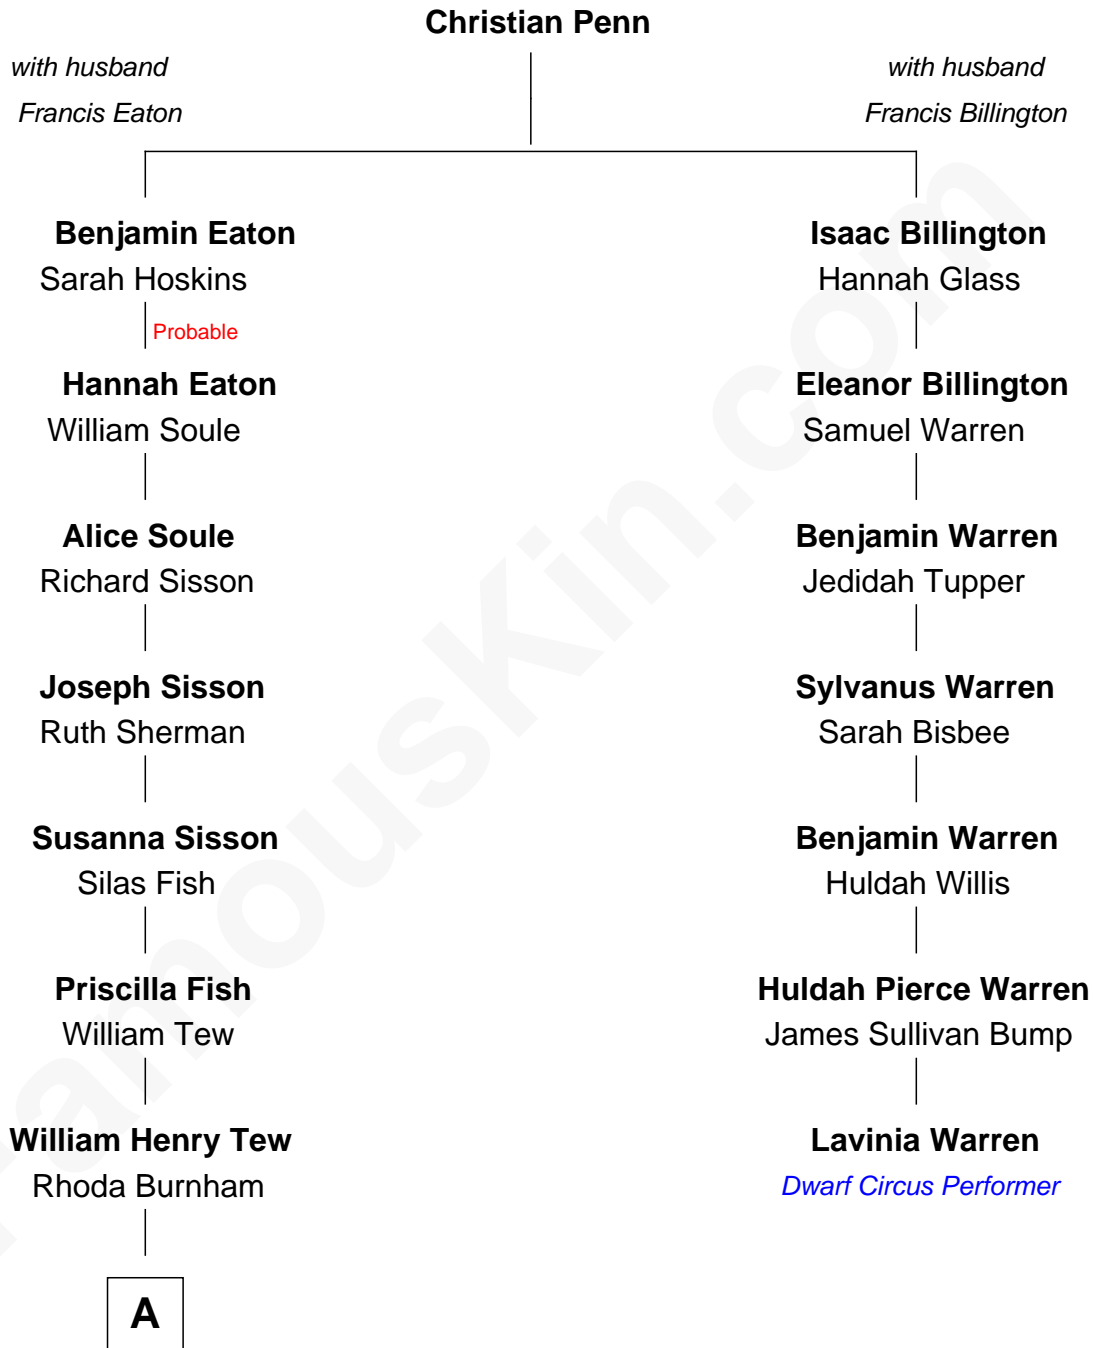 Christian Penn
with husband
Francis Eaton
with husband
Francis Billington
Benjamin Eaton
Sarah Hoskins
Probable
Hannah Eaton
William Soule
Alice Soule
Richard Sisson
Joseph Sisson
Ruth Sherman
Susanna Sisson
Silas Fish
Priscilla Fish
William Tew
William Henry Tew
Rhoda Burnham
A
Isaac Billington
Hannah Glass
Eleanor Billington
Samuel Warren
Benjamin Warren
Jedidah Tupper
Sylvanus Warren
Sarah Bisbee
Benjamin Warren
Huldah Willis
Huldah Pierce Warren
James Sullivan Bump
Lavinia Warren
Dwarf Circus Performer
FamousKin.com